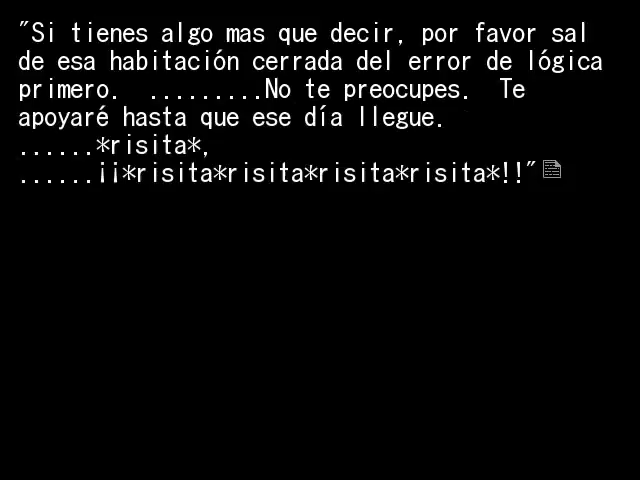 "Si tienes algo mas que decir, por favor sal
de esa habitación cerrada del error de lógica
primero.  .........No te preocupes.  Te
apoyaré hasta que ese día llegue.
......*risita*,
......¡¡*risita*risita*risita*risita*!!"